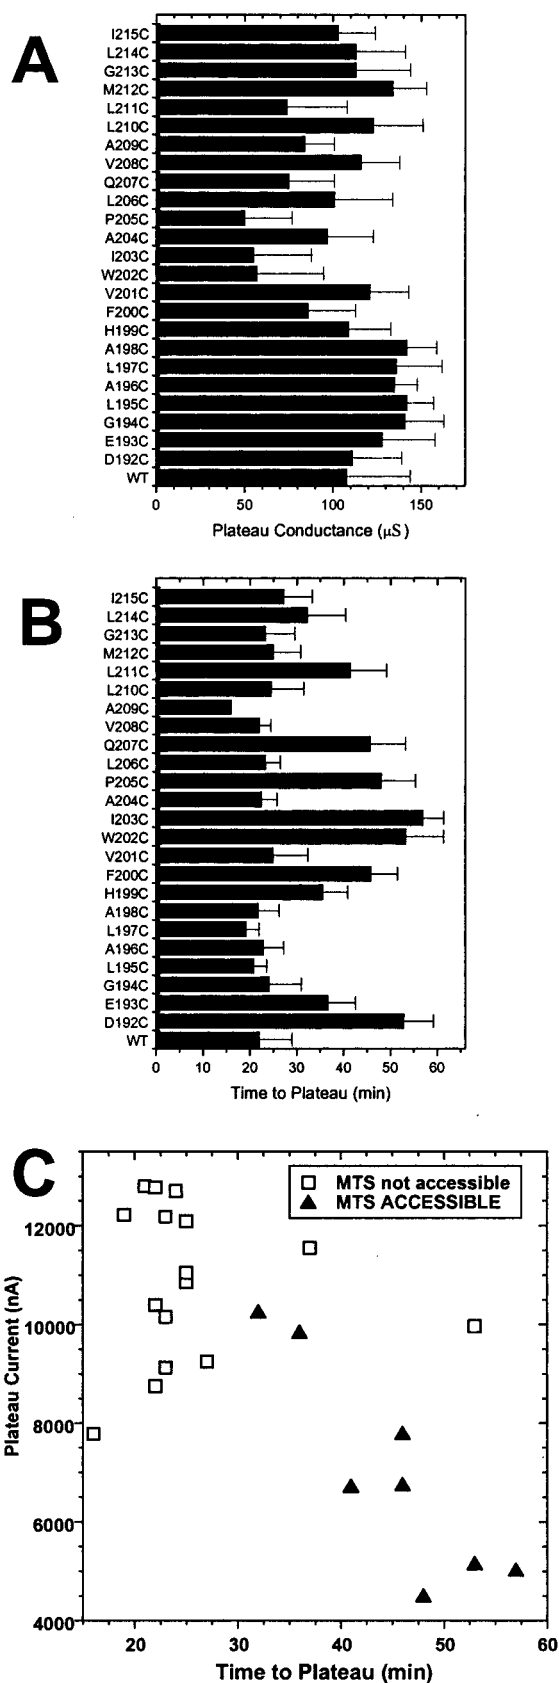 A
I215C
L214C
G213C
M212C
L211C
L210C
A209C
V208C
Q207C
L206C
P205C
A204C
I203C
W202C
V201C
F200C
H199C
A198C
L197C
A196C
L195C
G194C
E193C
D192C
WT
0 50 100 150
Plateau Conductance (µS)
B
I215C
L214C
G213C
M212C
L211C
L210C
A209C
V208C
Q207C
L206C
P205C
A204C
I203C
W202C
V201C
F200C
H199C
A198C
L197C
A196C
L195C
G194C
E193C
D192C
WT
0 10 20 30 40 50 60
Time to Plateau (min)
C
MTS not accessible
MTS ACCESSIBLE
12000
10000
8000
6000
4000
Plateau Current (nA)
20 30 40 50 60
Time to Plateau (min)